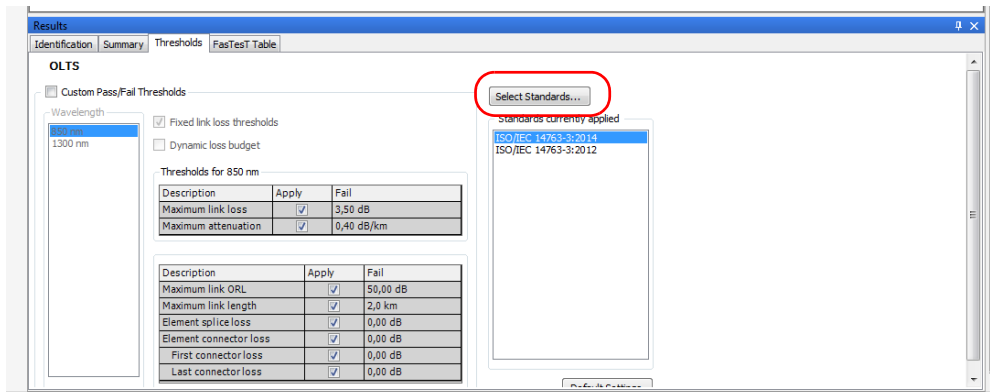 Results
Identification Summary Thresholds FasTesT Table
OLTS
Custom Pass/Fail Thresholds
Wavelength
850 nm
1300 nm
Fixed link loss thresholds
Dynamic loss budget
Thresholds for 850 nm
Description Apply Fail
Maximum link loss 3,50 dB
Maximum attenuation 0,40 dB/km
Description Apply Fail
Maximum link ORL 50,00 dB
Maximum link length 2,0 km
Element splice loss 0,00 dB
Element connector loss 0,00 dB
First connector loss 0,00 dB
Last connector loss 0,00 dB
Select Standards...
Standards currently applied
ISO/IEC 14763-3:2014
ISO/IEC 14763-3:2012
Default Settings